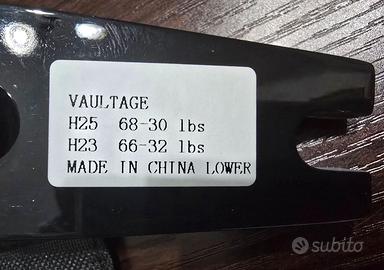 VAULTAGE
H25 68-30 lbs
H23 66-32 lbs
MADE IN CHINA LOWER
subito